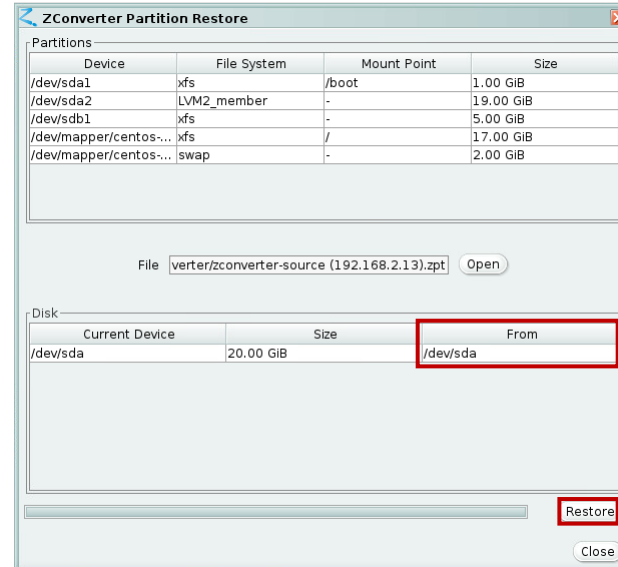 ZConverter Partition Restore
Partitions
Device File System Mount Point Size
/dev/sda1 xfs /boot 1.00 GiB
/dev/sda2 LVM2_member - 19.00 GiB
/dev/sdb1 xfs - 5.00 GiB
/dev/mapper/centos-... xfs / 17.00 GiB
/dev/mapper/centos-... swap - 2.00 GiB
File verter/zconverter-source (192.168.2.13).zpt Open
Disk
Current Device Size From
/dev/sda 20.00 GiB /dev/sda
Restore
Close